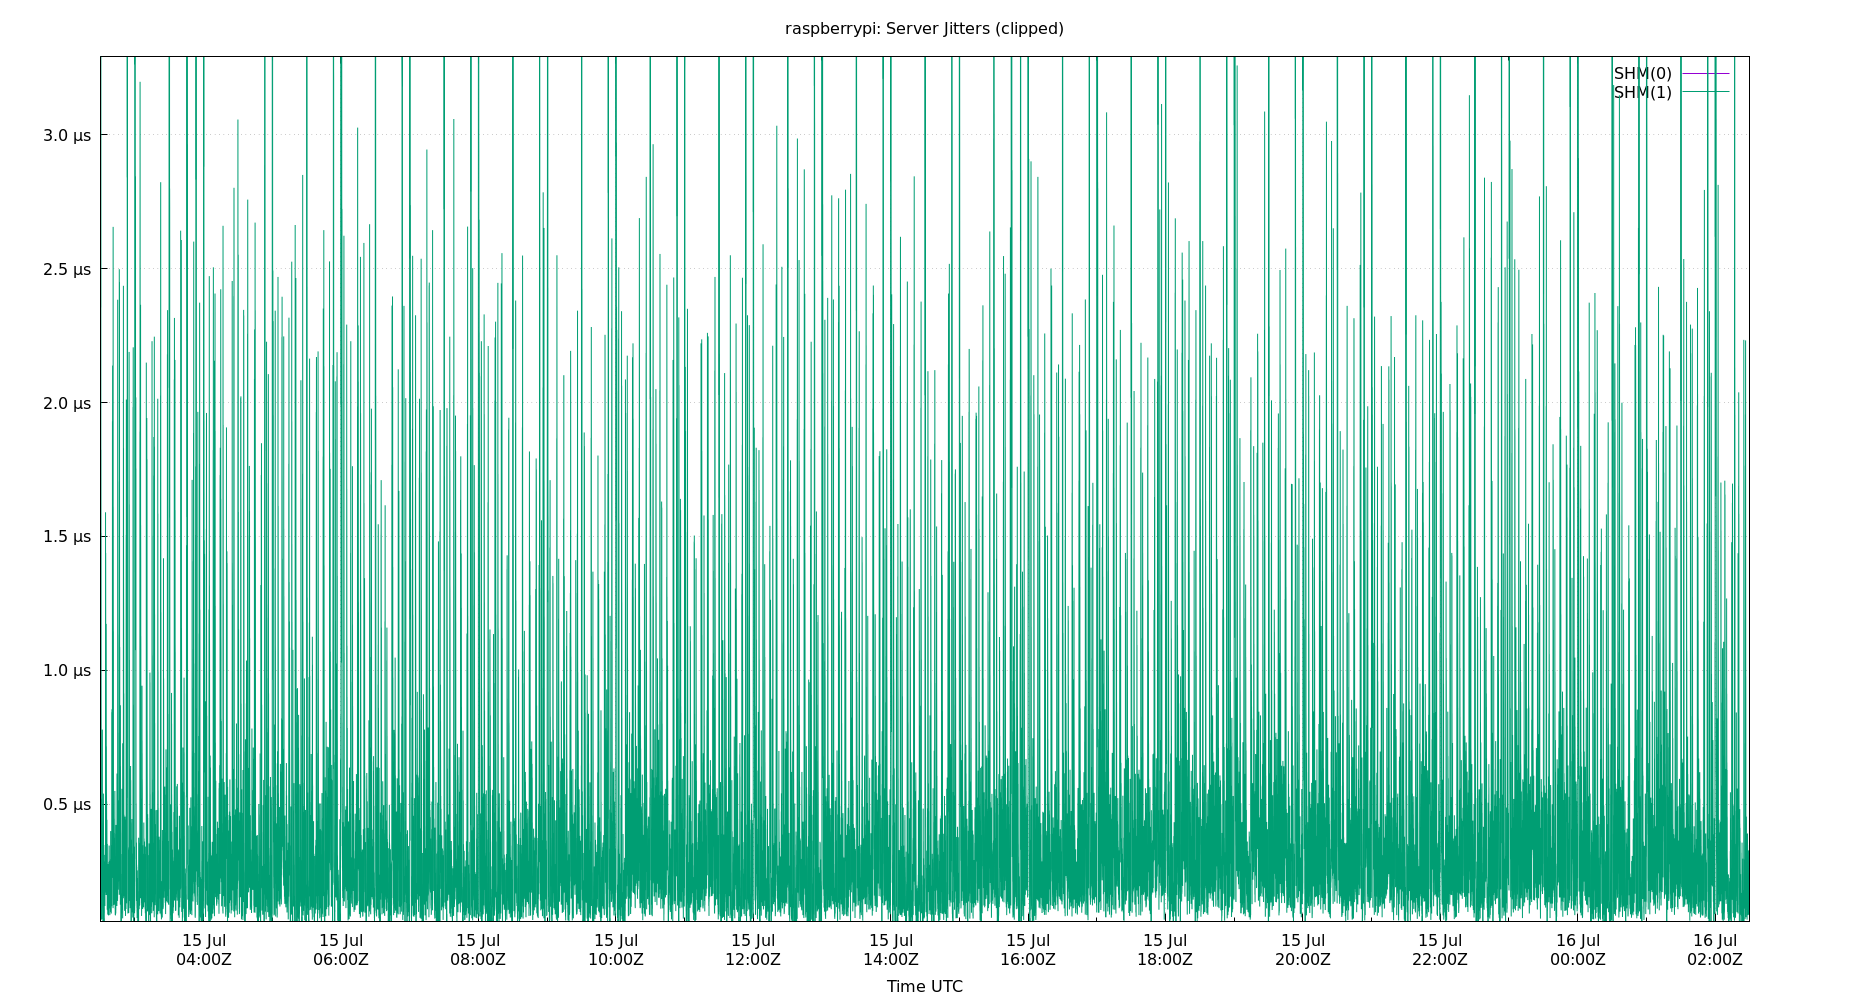 raspberrypi: Server Jitters (clipped)
SHM(0)
SHM(1)
3.0 µs
2.5 µs
2.0 µs
1.5 µs
1.0 µs
0.5 µs
15 Jul 15 Jul 15 Jul 15 Jul 15 Jul 15 Jul 15 Jul 15 Jul 15 Jul 15 Jul 16 Jul 16 Jul
04:00Z 06:00Z 08:00Z 10:00Z 12:00Z 14:00Z 16:00Z 18:00Z 20:00Z 22:00Z 00:00Z 02:00Z
Time UTC